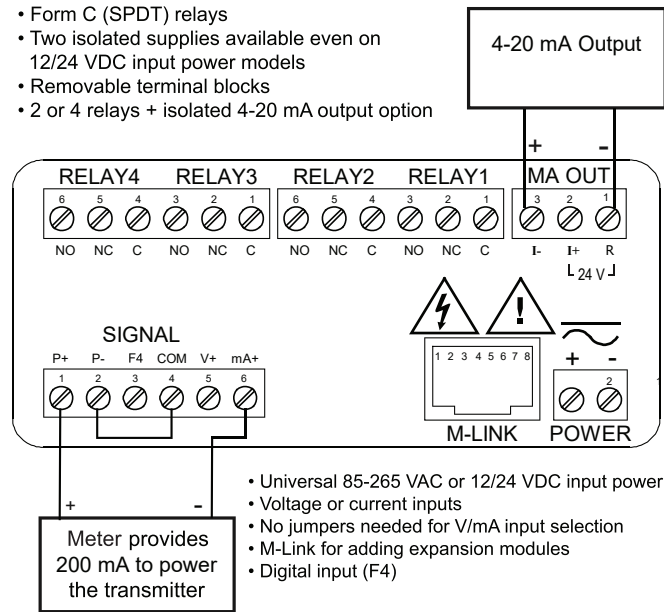 • Form C (SPDT) relays
• Two isolated supplies available even on
12/24 VDC input power models
• Removable terminal blocks
• 2 or 4 relays + isolated 4-20 mA output option
4-20 mA Output
+ -
RELAY4 RELAY3 RELAY2 RELAY1 MA OUT
6 5 4 3 2 1 6 5 4 3 2 1 3 2 1
NO NC C NO NC C NO NC C NO NC C I- I+ R
24 V
SIGNAL
P+ P- F4 COM V+ mA+
1 2 3 4 5 6
!
1 2 3 4 5 6 7 8
M-LINK
+ -
2
POWER
+ -
Meter provides
200 mA to power
the transmitter
• Universal 85-265 VAC or 12/24 VDC input power
• Voltage or current inputs
• No jumpers needed for V/mA input selection
• M-Link for adding expansion modules
• Digital input (F4)